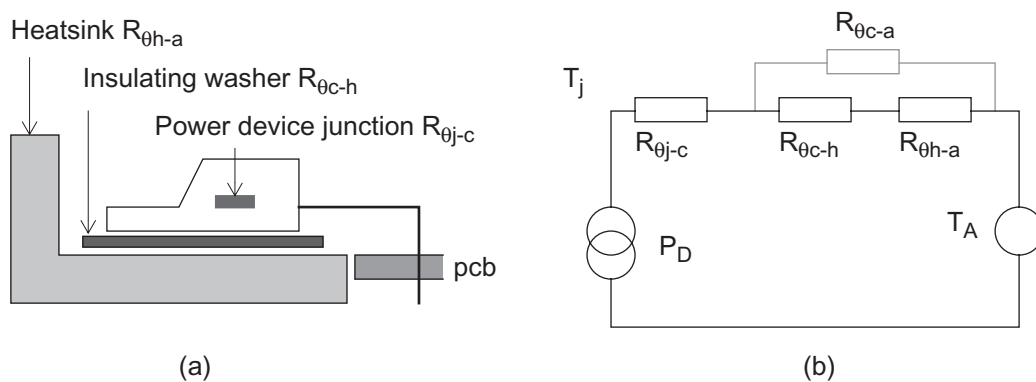 Heatsink Rθh-a
Insulating washer Rθc-h
Power device junction Rθj-c
pcb
(a)
Rθc-a
Tj
Rθj-c
Rθc-h
Rθh-a
PD
TA
(b)